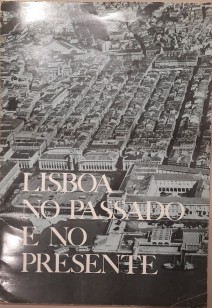 LISBOA
NO PASSADO
E NO
PRESENTE